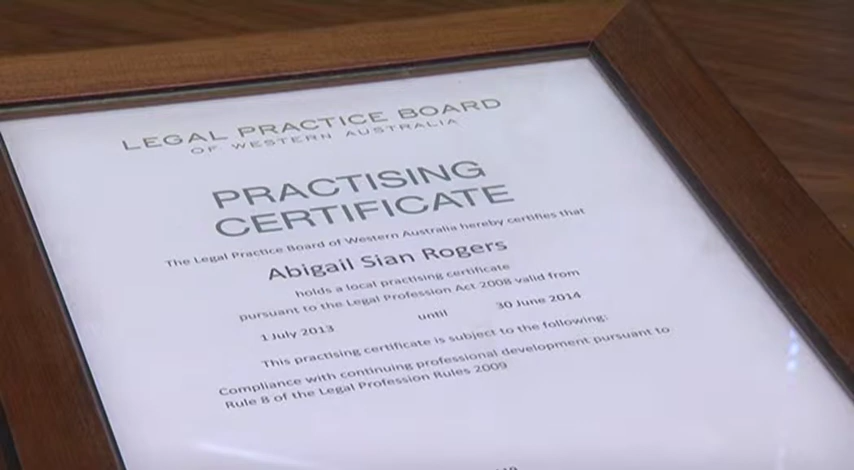 LEGAL PRACTICE BOARD
OF WESTERN AUSTRALIA
PRACTISING
CERTIFICATE
The Legal Practice Board of Western Australia hereby certifies that
Abigail Sian Rogers
holds a local practising certificate
pursuant to the Legal Profession Act 2008 valid from
1 July 2013 until 30 June 2014
This practising certificate is subject to the following:
Compliance with continuing professional development pursuant to
Rule 8 of the Legal Profession Rules 2009